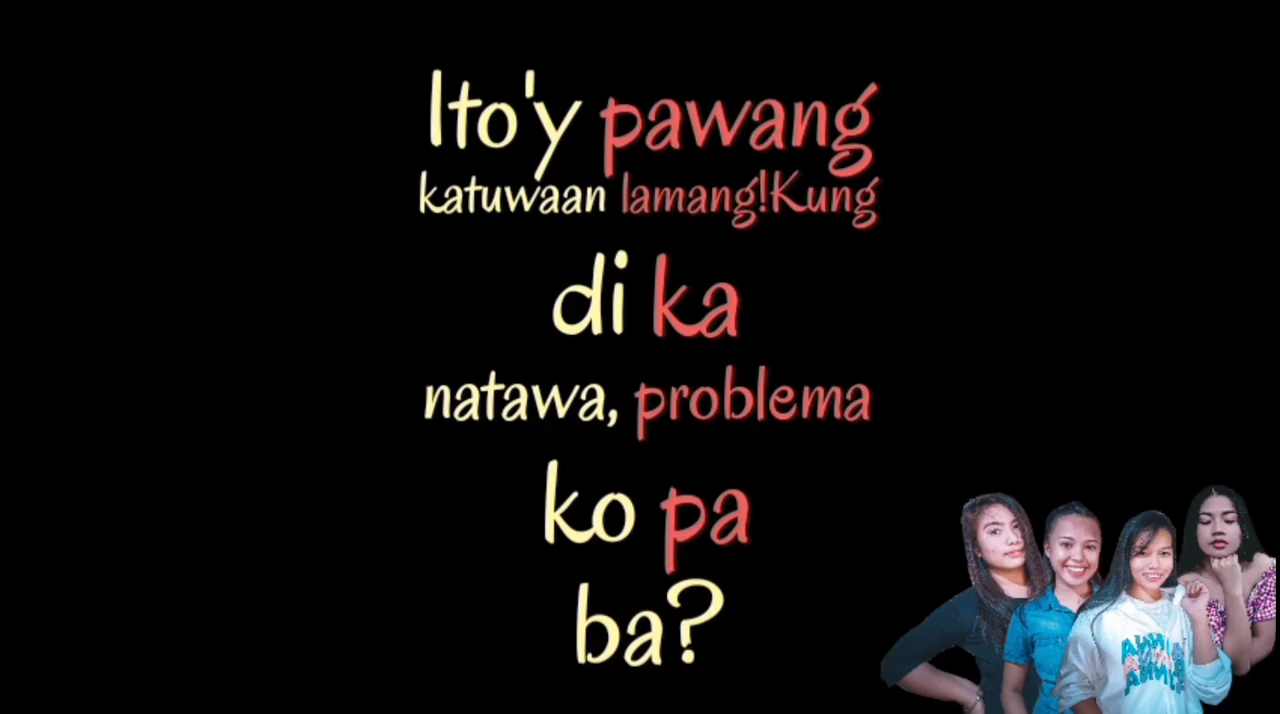 Ito'y pawang
katuwaan lamang!Kung
di ka
natawa, problema
ko pa
ba?